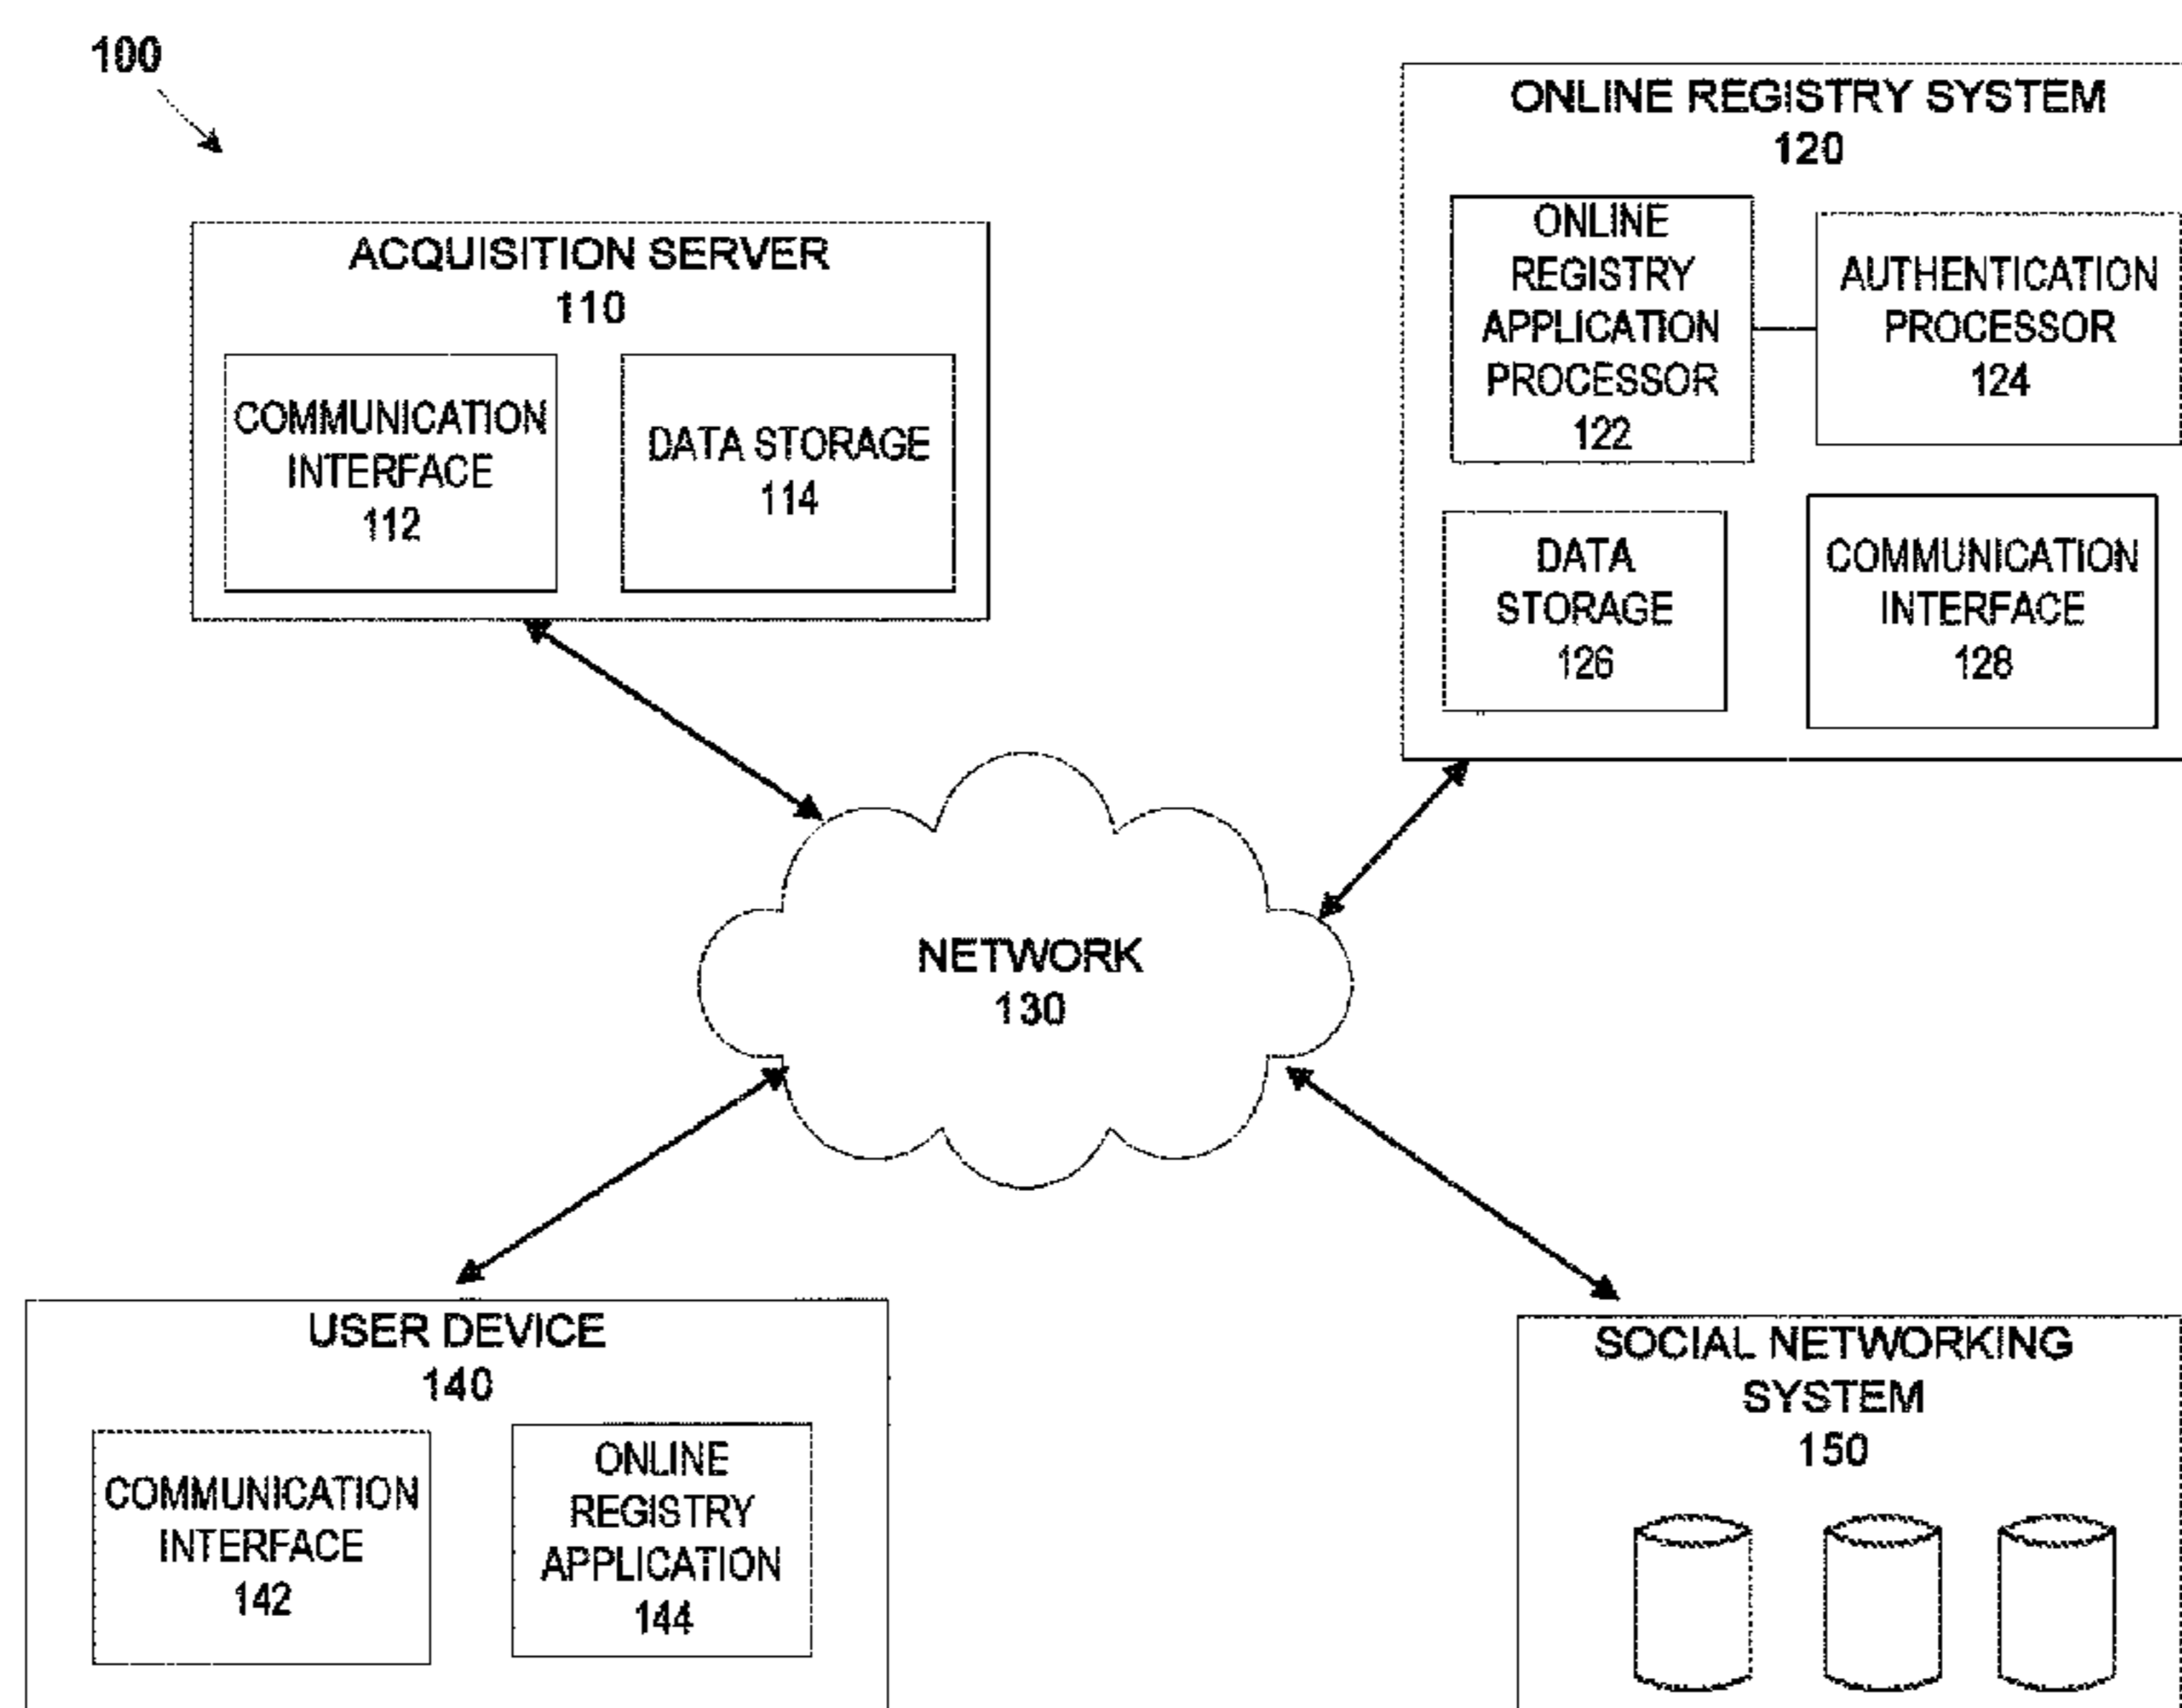 100
ACQUISITION SERVER
110
COMMUNICATION
INTERFACE
112
DATA STORAGE
114
ONLINE REGISTRY SYSTEM
120
ONLINE
REGISTRY
APPLICATION
PROCESSOR
122
AUTHENTICATION
PROCESSOR
124
DATA
STORAGE
126
COMMUNICATION
INTERFACE
128
NETWORK
130
USER DEVICE
140
COMMUNICATION
INTERFACE
142
ONLINE
REGISTRY
APPLICATION
144
SOCIAL NETWORKING
SYSTEM
150